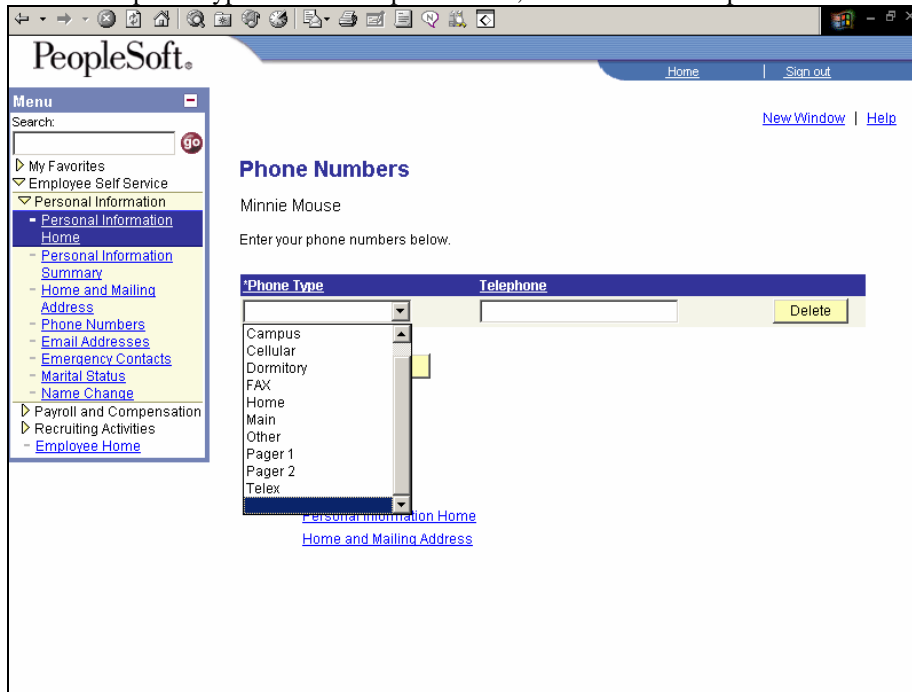 PeopleSoft®
Home | Sign out
Menu
Search:
go
New Window | Help
My Favorites
Employee Self Service
Personal Information
Personal Information
Home
Personal Information
Summary
Home and Mailing
Address
Phone Numbers
Email Addresses
Emergency Contacts
Marital Status
Name Change
Payroll and Compensation
Recruiting Activities
Employee Home
Phone Numbers
Minnie Mouse
Enter your phone numbers below.
*Phone Type Telephone
Delete
Campus
Cellular
Dormitory
FAX
Home
Main
Other
Pager 1
Pager 2
Telex
Personal Information Home
Home and Mailing Address